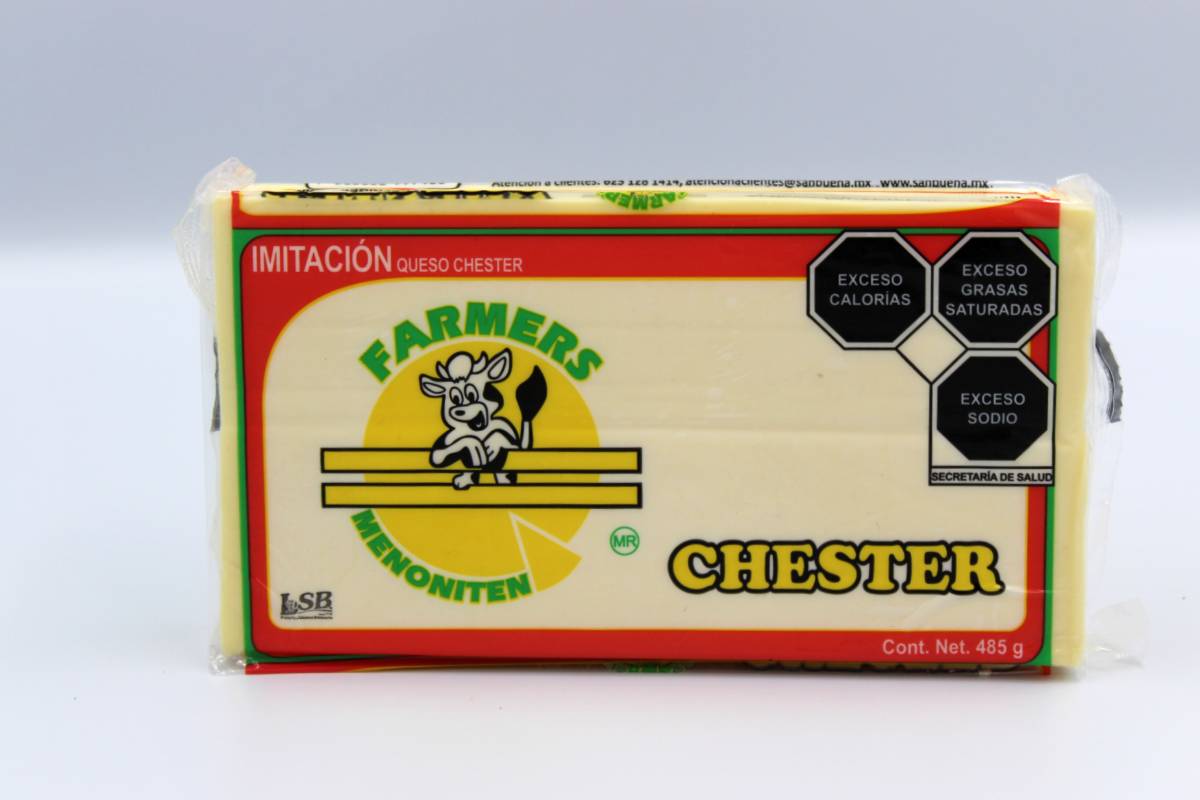 Atención a clientes: 625 128 1414, atencionaclientes@sanbuena.mx www.sanbuena.mx
FARMERS
IMITACIÓN QUESO CHESTER
EXCESO
CALORÍAS
EXCESO
GRASAS
SATURADAS
EXCESO
SODIO
SECRETARÍA DE SALUD
FARMERS
MENONITEN
MR
CHESTER
LSB
Cont. Net. 485 g